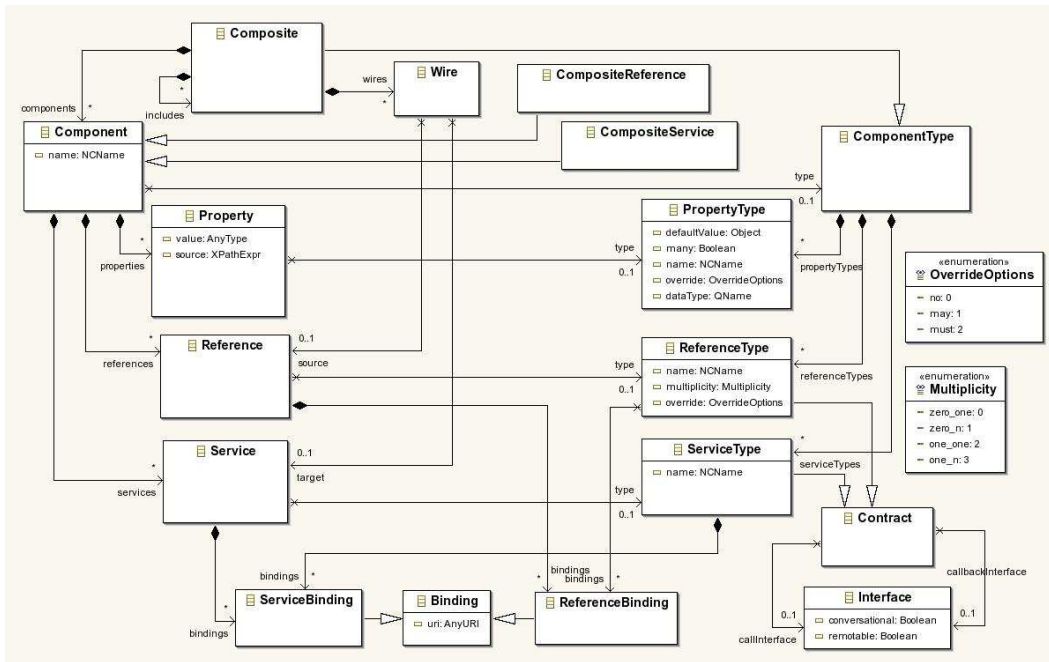 Composite
Wire
CompositeReference
wires
*
*
includes
components
*
Component
name: NCName
CompositeService
ComponentType
type
0..1
Property
value: AnyType
source: XPathExpr
*
properties
type
0..1
PropertyType
defaultValue: Object
many: Boolean
name: NCName
override: OverrideOptions
dataType: QName
*
propertyTypes
«enumeration»
OverrideOptions
no: 0
may: 1
must: 2
*
references
Reference
0..1
source
type
0..1
ReferenceType
name: NCName
multiplicity: Multiplicity
override: OverrideOptions
*
referenceTypes
«enumeration»
Multiplicity
zero_one: 0
zero_n: 1
one_one: 2
one_n: 3
*
services
Service
0..1
target
type
0..1
ServiceType
name: NCName
*
serviceTypes
Contract
callbackInterface
bindings
*
bindings
*
bindings
*
*
bindings
ServiceBinding
Binding
uri: AnyURI
ReferenceBinding
0..1
callInterface
Interface
conversational: Boolean
remotable: Boolean
0..1